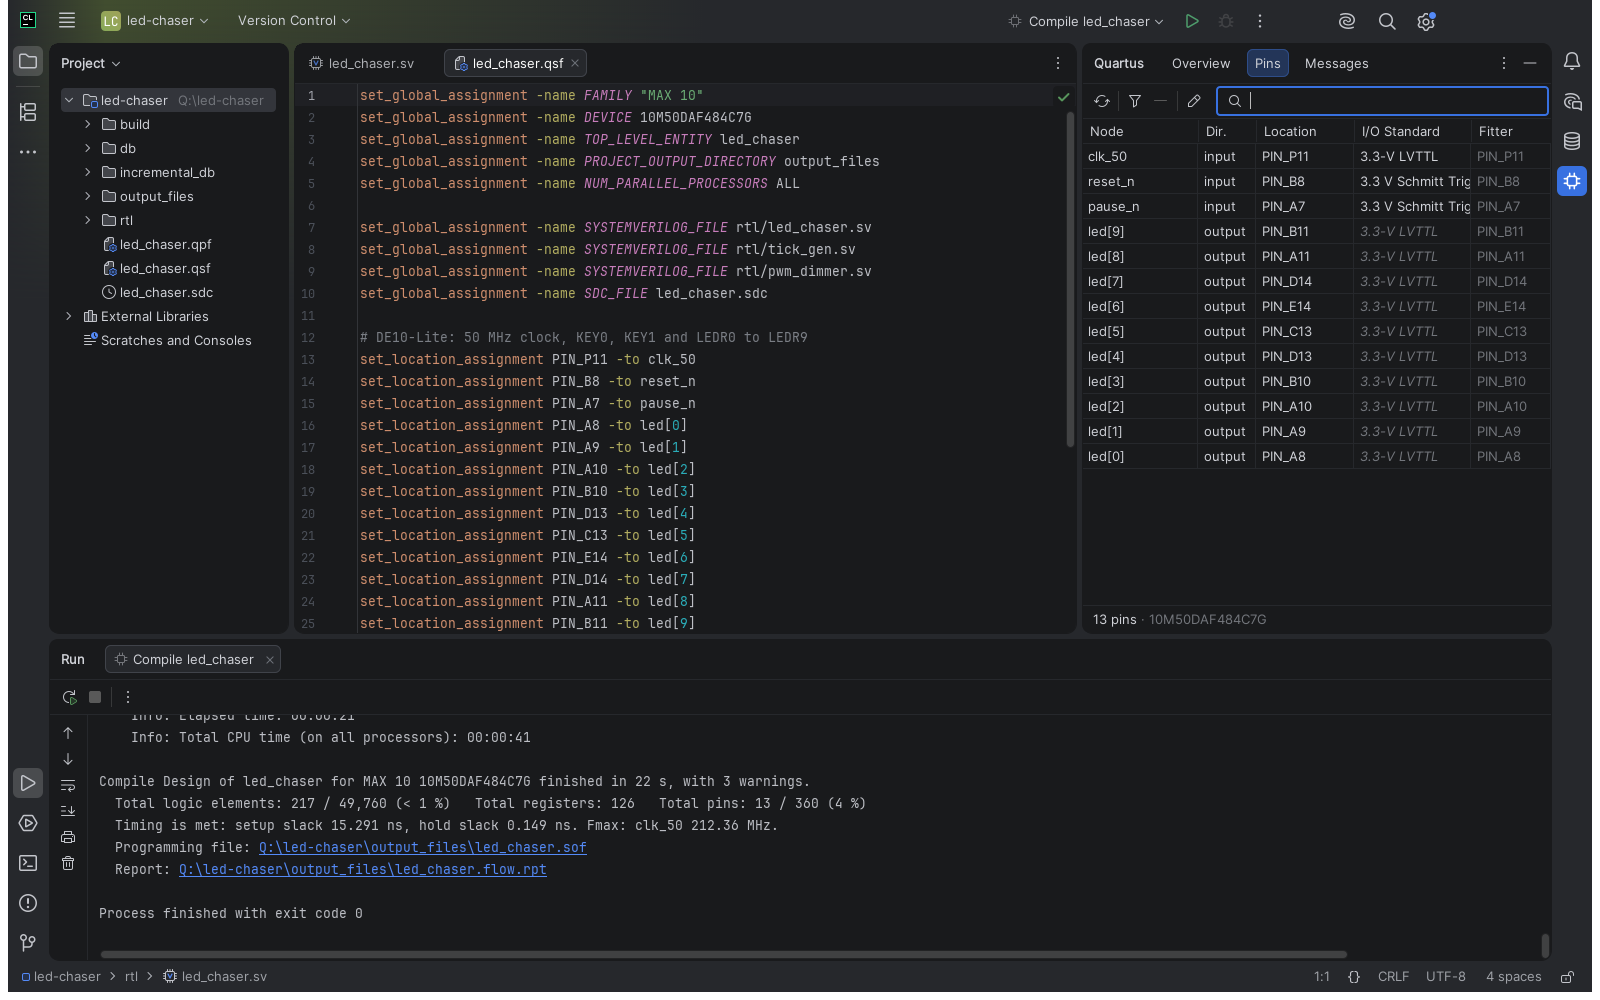 CL
LC led-chaser
Version Control
Compile led_chaser
Project
led-chaser Q:\led-chaser
build
db
incremental_db
output_files
rtl
led_chaser.qpf
led_chaser.qsf
led_chaser.sdc
External Libraries
Scratches and Consoles
led_chaser.sv
led_chaser.qsf
1 set_global_assignment -name FAMILY "MAX 10"
2 set_global_assignment -name DEVICE 10M50DAF484C7G
3 set_global_assignment -name TOP_LEVEL_ENTITY led_chaser
4 set_global_assignment -name PROJECT_OUTPUT_DIRECTORY output_files
5 set_global_assignment -name NUM_PARALLEL_PROCESSORS ALL
6
7 set_global_assignment -name SYSTEMVERILOG_FILE rtl/led_chaser.sv
8 set_global_assignment -name SYSTEMVERILOG_FILE rtl/tick_gen.sv
9 set_global_assignment -name SYSTEMVERILOG_FILE rtl/pwm_dimmer.sv
10 set_global_assignment -name SDC_FILE led_chaser.sdc
11
12 # DE10-Lite: 50 MHz clock, KEY0, KEY1 and LEDR0 to LEDR9
13 set_location_assignment PIN_P11 -to clk_50
14 set_location_assignment PIN_B8 -to reset_n
15 set_location_assignment PIN_A7 -to pause_n
16 set_location_assignment PIN_A8 -to led[0]
17 set_location_assignment PIN_A9 -to led[1]
18 set_location_assignment PIN_A10 -to led[2]
19 set_location_assignment PIN_B10 -to led[3]
20 set_location_assignment PIN_D13 -to led[4]
21 set_location_assignment PIN_C13 -to led[5]
22 set_location_assignment PIN_E14 -to led[6]
23 set_location_assignment PIN_D14 -to led[7]
24 set_location_assignment PIN_A11 -to led[8]
25 set_location_assignment PIN_B11 -to led[9]
Quartus Overview Pins Messages
Node Dir. Location I/O Standard Fitter
clk_50 input PIN_P11 3.3-V LVTTL PIN_P11
reset_n input PIN_B8 3.3 V Schmitt Trig PIN_B8
pause_n input PIN_A7 3.3 V Schmitt Trig PIN_A7
led[9] output PIN_B11 3.3-V LVTTL PIN_B11
led[8] output PIN_A11 3.3-V LVTTL PIN_A11
led[7] output PIN_D14 3.3-V LVTTL PIN_D14
led[6] output PIN_E14 3.3-V LVTTL PIN_E14
led[5] output PIN_C13 3.3-V LVTTL PIN_C13
led[4] output PIN_D13 3.3-V LVTTL PIN_D13
led[3] output PIN_B10 3.3-V LVTTL PIN_B10
led[2] output PIN_A10 3.3-V LVTTL PIN_A10
led[1] output PIN_A9 3.3-V LVTTL PIN_A9
led[0] output PIN_A8 3.3-V LVTTL PIN_A8
13 pins · 10M50DAF484C7G
Run Compile led_chaser
Info: Elapsed time: 00:00:21
Info: Total CPU time (on all processors): 00:00:41
Compile Design of led_chaser for MAX 10 10M50DAF484C7G finished in 22 s, with 3 warnings.
Total logic elements: 217 / 49,760 (< 1 %) Total registers: 126 Total pins: 13 / 360 (4 %)
Timing is met: setup slack 15.291 ns, hold slack 0.149 ns. Fmax: clk_50 212.36 MHz.
Programming file: Q:\led-chaser\output_files\led_chaser.sof
Report: Q:\led-chaser\output_files\led_chaser.flow.rpt
Process finished with exit code 0
led-chaser rtl led_chaser.sv
1:1 {} CRLF UTF-8 4 spaces